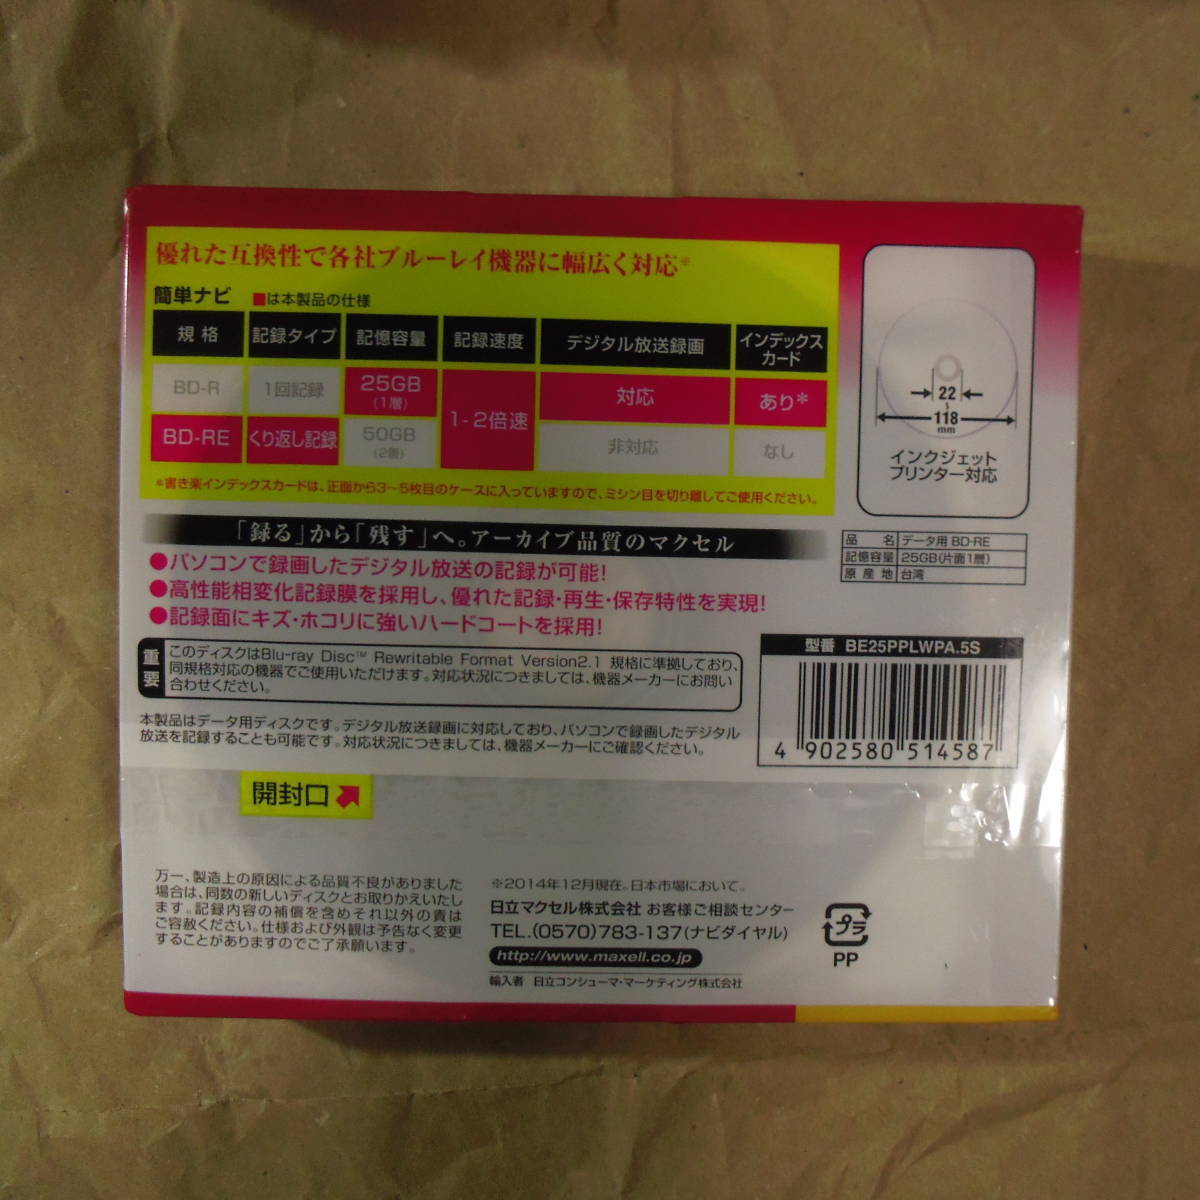 優れた互換性で各社ブルーレイ機器に幅広く対応※
簡単ナビ ■は本製品の仕様
規格 記録タイプ 記憶容量 記録速度 デジタル放送録画 インデックスカード
BD-R 1回記録 25GB(1層) 1-2倍速 対応 あり*
BD-RE くり返し記録 50GB(2層) 非対応 なし
*書き楽インデックスカードは、正面から3〜5枚目のケースに入っていますので、ミシン目を切り離してご使用ください。
22
〜
118
mm
インクジェット
プリンター対応
「録る」から「残す」へ。アーカイブ品質のマクセル
●パソコンで録画したデジタル放送の記録が可能!
●高性能相変化記録膜を採用し、優れた記録・再生・保存特性を実現!
●記録面にキズ・ホコリに強いハードコートを採用!
品名 データ用 BD-RE
記憶容量 25GB(片面1層)
原産地 台湾
重要
このディスクはBlu-ray Disc™ Rewritable Format Version2.1 規格に準拠しており、
同規格対応の機器でご使用いただけます。対応状況につきましては、機器メーカーにお問い
合わせください。
本製品はデータ用ディスクです。デジタル放送録画に対応しており、パソコンで録画したデジタル
放送を記録することも可能です。対応状況につきましては、機器メーカーにご確認ください。
型番 BE25PPLWPA.5S
4 902580 514587
開封口
万一、製造上の原因による品質不良がありました
場合は、同数の新しいディスクとお取りかえいたし
ます。記録内容の補償を含めそれ以外の責は
ご容赦ください。仕様および外観は予告なく変更
することがありますのでご了承願います。
※2014年12月現在。日本市場において。
日立マクセル株式会社 お客様ご相談センター
TEL.(0570)783-137(ナビダイヤル)
http://www.maxell.co.jp
輸入者 日立コンシューマ・マーケティング株式会社
プラ
PP